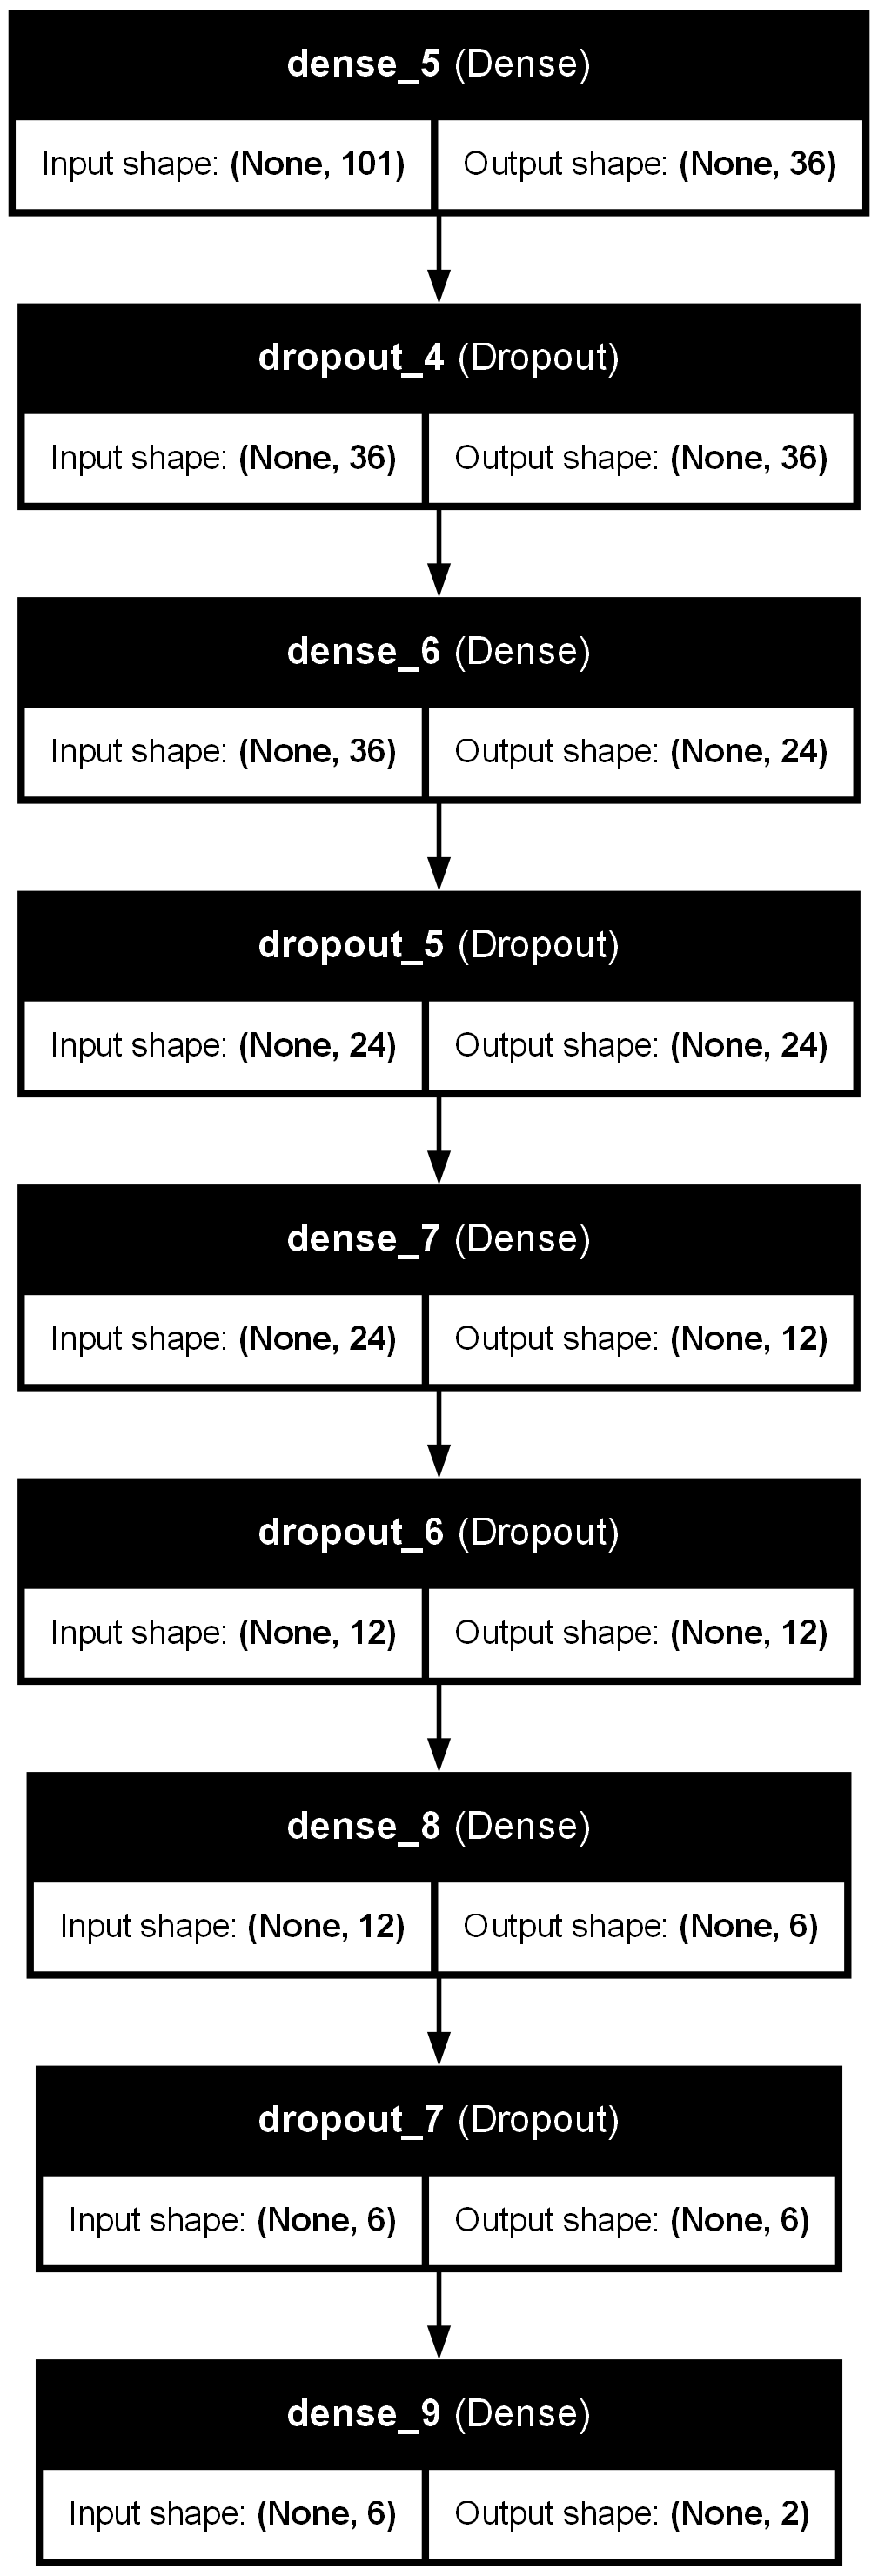 dense_5 (Dense)
Input shape: (None, 101) Output shape: (None, 36)
dropout_4 (Dropout)
Input shape: (None, 36) Output shape: (None, 36)
dense_6 (Dense)
Input shape: (None, 36) Output shape: (None, 24)
dropout_5 (Dropout)
Input shape: (None, 24) Output shape: (None, 24)
dense_7 (Dense)
Input shape: (None, 24) Output shape: (None, 12)
dropout_6 (Dropout)
Input shape: (None, 12) Output shape: (None, 12)
dense_8 (Dense)
Input shape: (None, 12) Output shape: (None, 6)
dropout_7 (Dropout)
Input shape: (None, 6) Output shape: (None, 6)
dense_9 (Dense)
Input shape: (None, 6) Output shape: (None, 2)